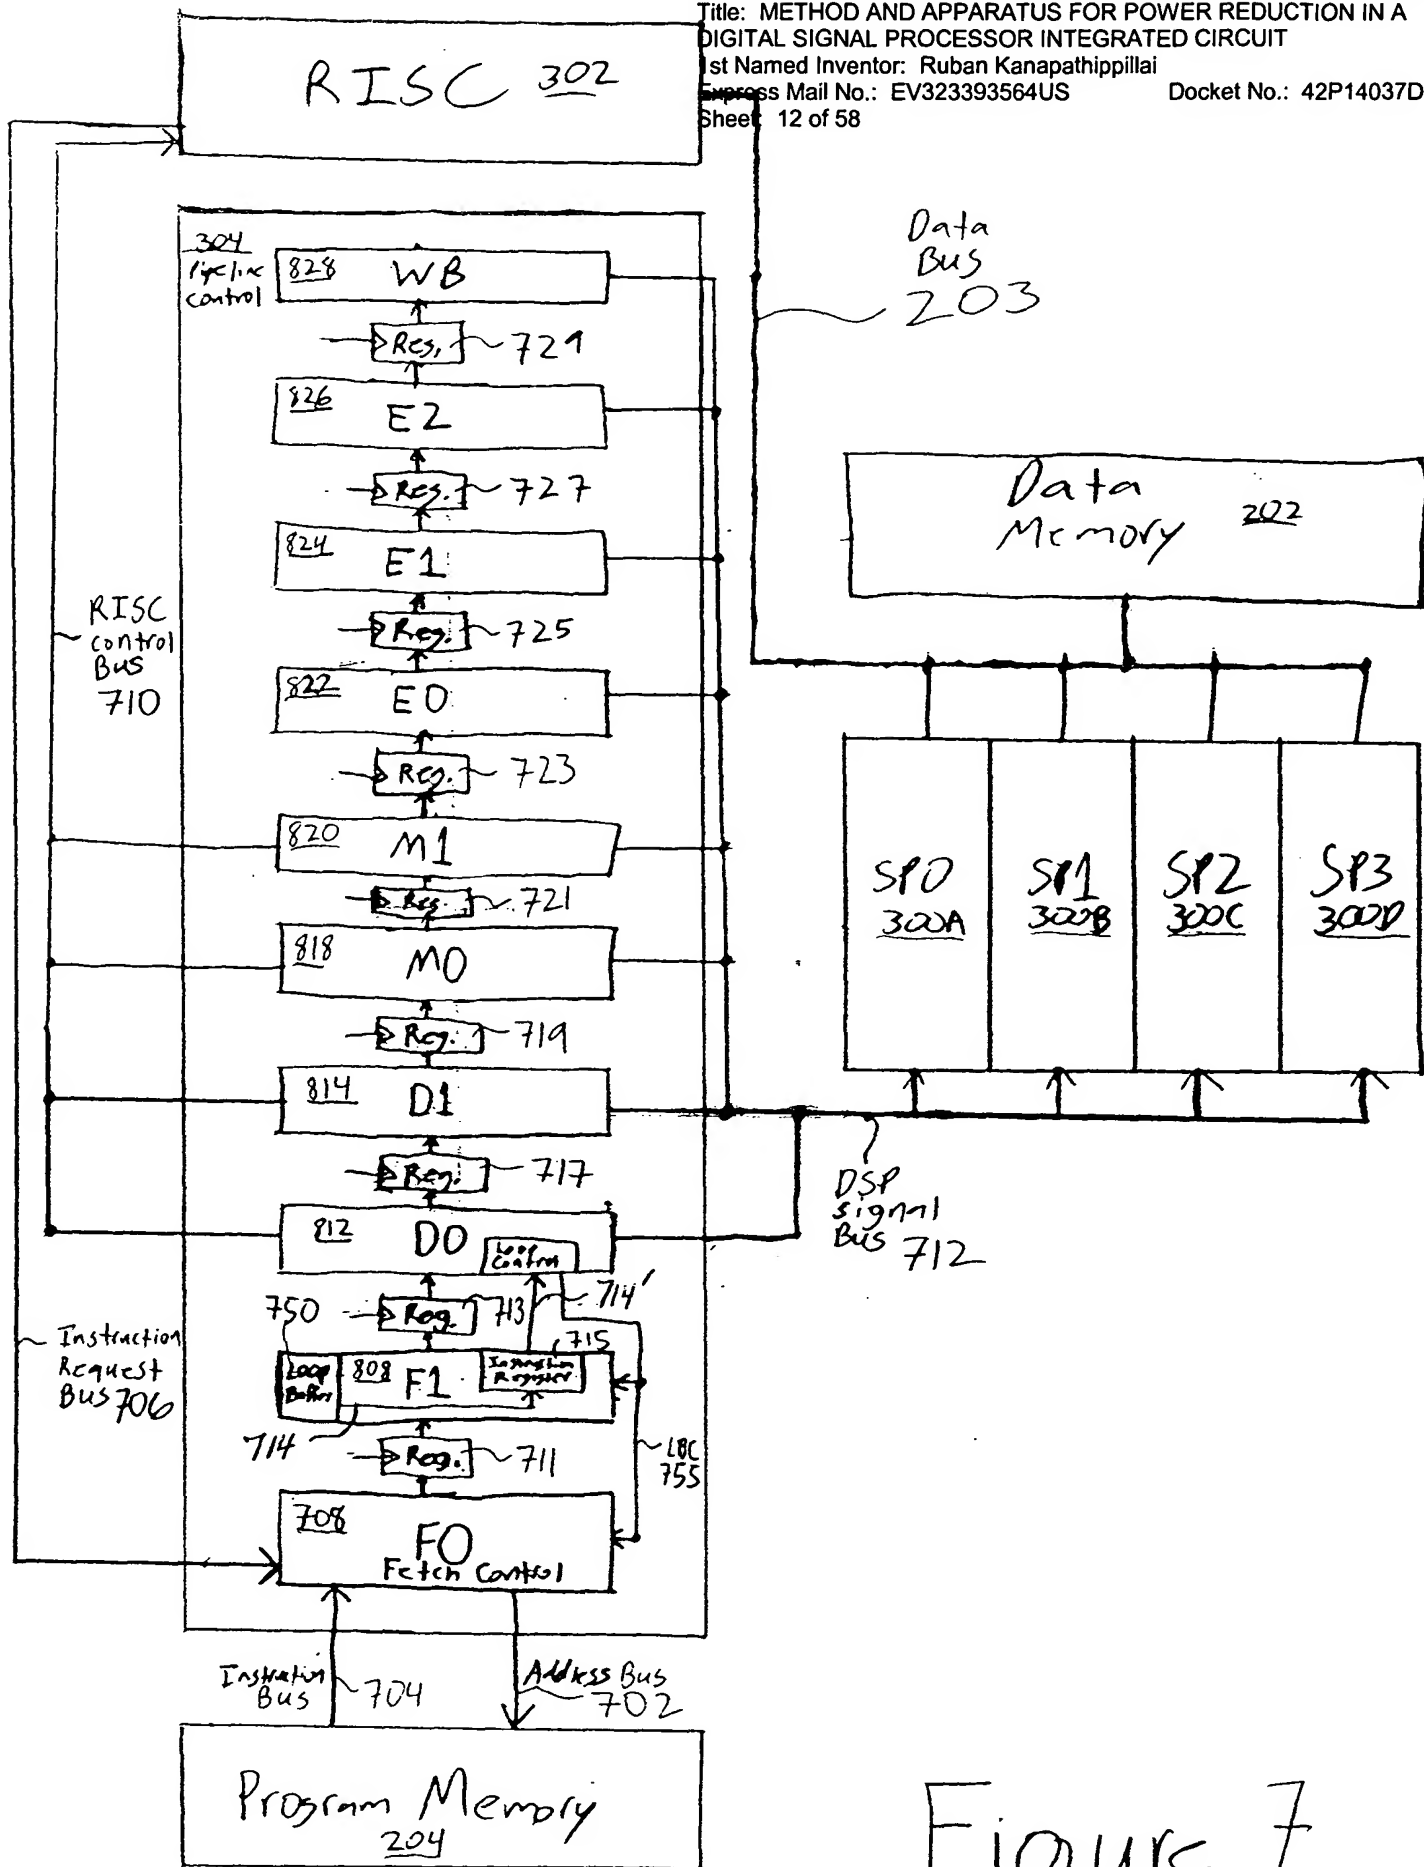 Title: METHOD AND APPARATUS FOR POWER REDUCTION IN A
DIGITAL SIGNAL PROCESSOR INTEGRATED CIRCUIT
1st Named Inventor: Ruban Kanapathippillai
Express Mail No.: EV323393564US Docket No.: 42P14037D
Sheet 12 of 58
RISC 302
Data
Bus
203
304
Pipeline
control
828 WB
Reg. 729
826 E2
Reg. 727
824 E1
Reg. 725
822 E0
Reg. 723
820 M1
Reg. 721
818 M0
Reg. 719
814 D1
Reg. 717
812 D0
Loop
Control
714'
750
Reg. 713
715
Loop
Buffer
808 F1
Instruction
Register
714
Reg. 711
LBC
755
708
F0
Fetch Control
RISC
control
Bus
710
Instruction
Request
Bus 706
Data
Memory 202
SP0
300A
SP1
300B
SP2
300C
SP3
300D
DSP
signal
Bus 712
Instruction
Bus 704
Address Bus
702
Program Memory
204
Figure 7